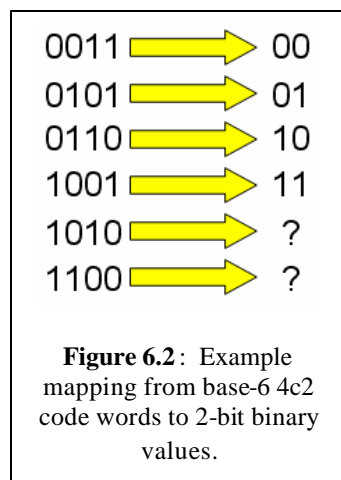 0011 00
0101 01
0110 10
1001 11
1010 ?
1100 ?
Figure 6.2: Example
mapping from base-6 4c2
code words to 2-bit binary
values.